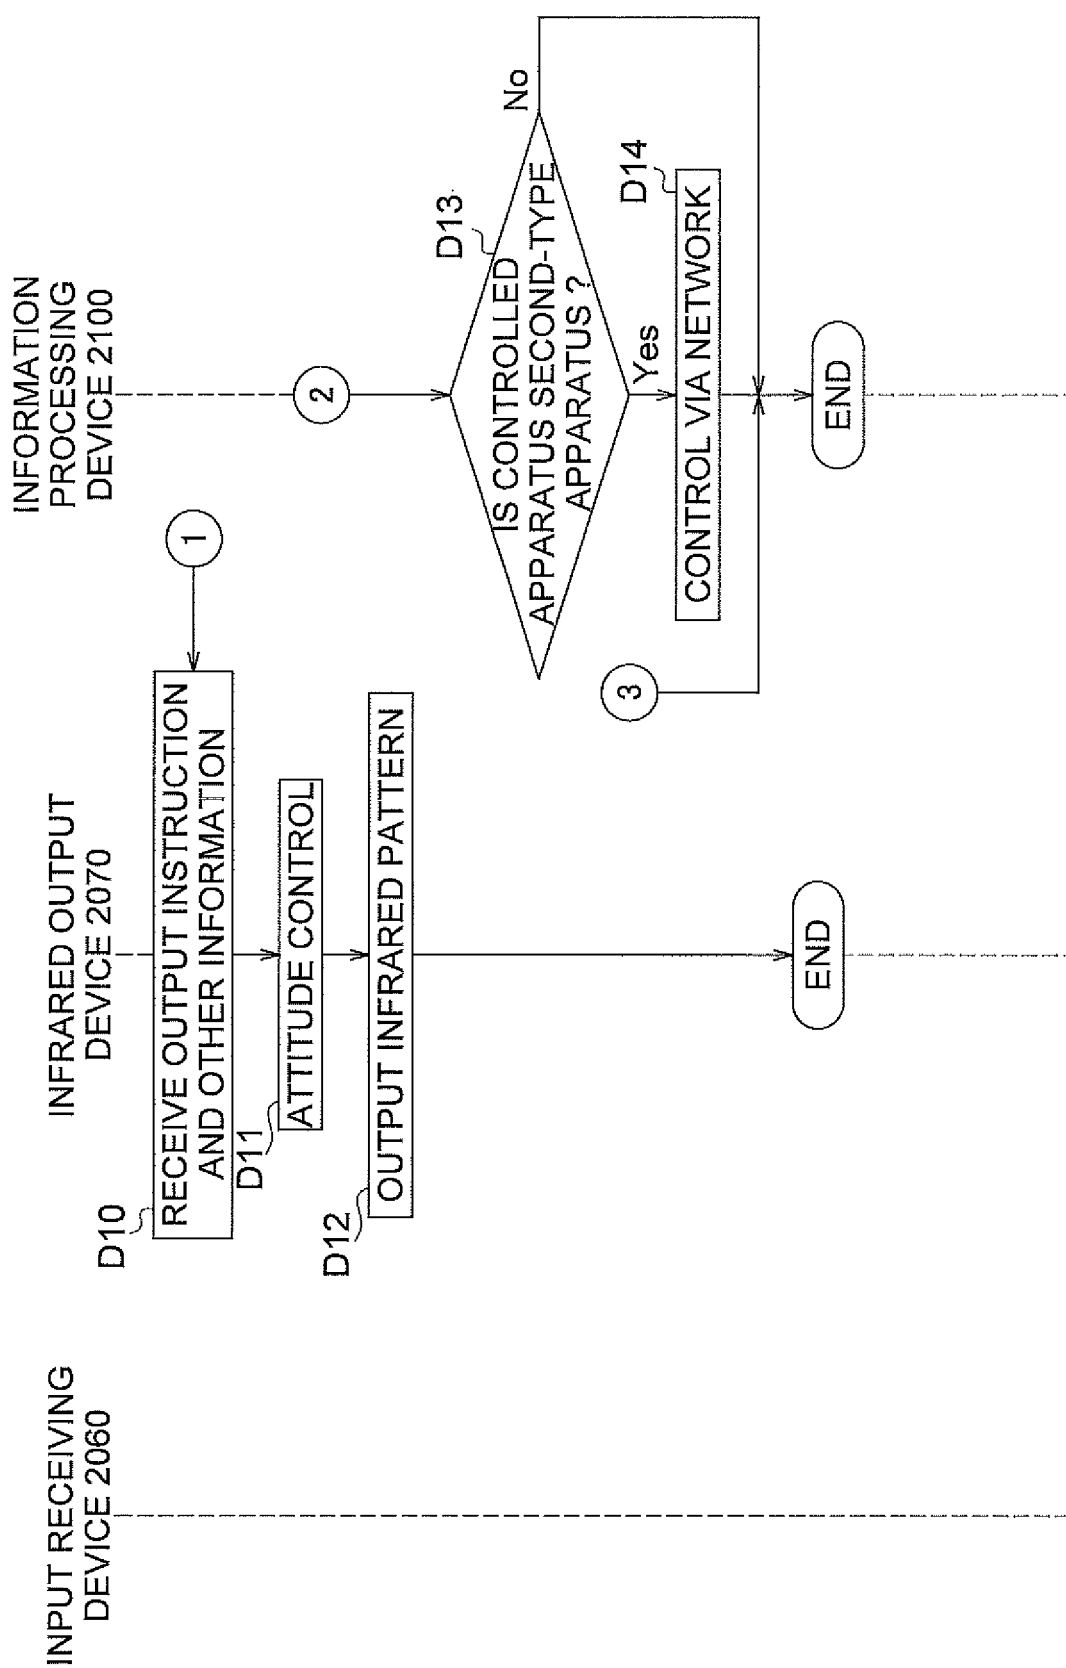 INPUT RECEIVING
DEVICE 2060
INFRARED OUTPUT
DEVICE 2070
INFORMATION
PROCESSING
DEVICE 2100
D10
RECEIVE OUTPUT INSTRUCTION
AND OTHER INFORMATION
1
D11
ATTITUDE CONTROL
D12
OUTPUT INFRARED PATTERN
END
2
D13
IS CONTROLLED
APPARATUS SECOND-TYPE
APPARATUS ?
No
Yes
D14
CONTROL VIA NETWORK
3
END